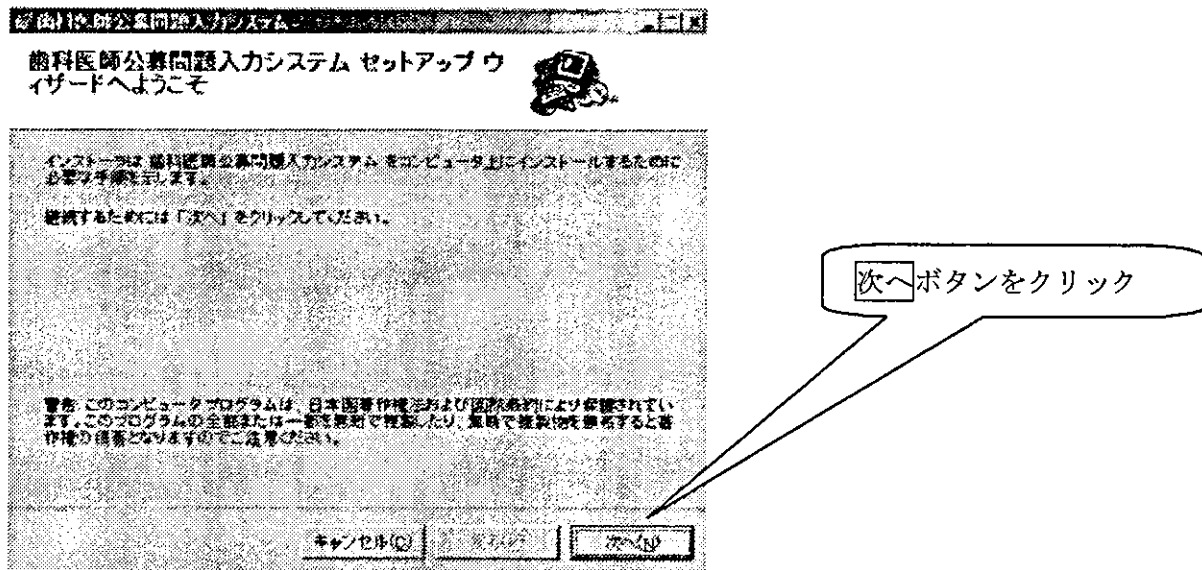 歯科医師公募問題入力システム
歯科医師公募問題入力システム セットアップ ウ
ィザードへようこそ
インストーラは 歯科医師公募問題入力システム をコンピュータ上にインストールするために
必要な手順を示します。
継続するためには「次へ」をクリックしてください。
次へボタンをクリック
警告:このコンピュータプログラムは、日本国著作権法および国際条約により保護されてい
ます。このプログラムの全部または一部を無断で複製したり、無断で複製物を頒布すると著
作権の侵害となりますのでご注意ください。
キャンセル(C)
次へ(N)